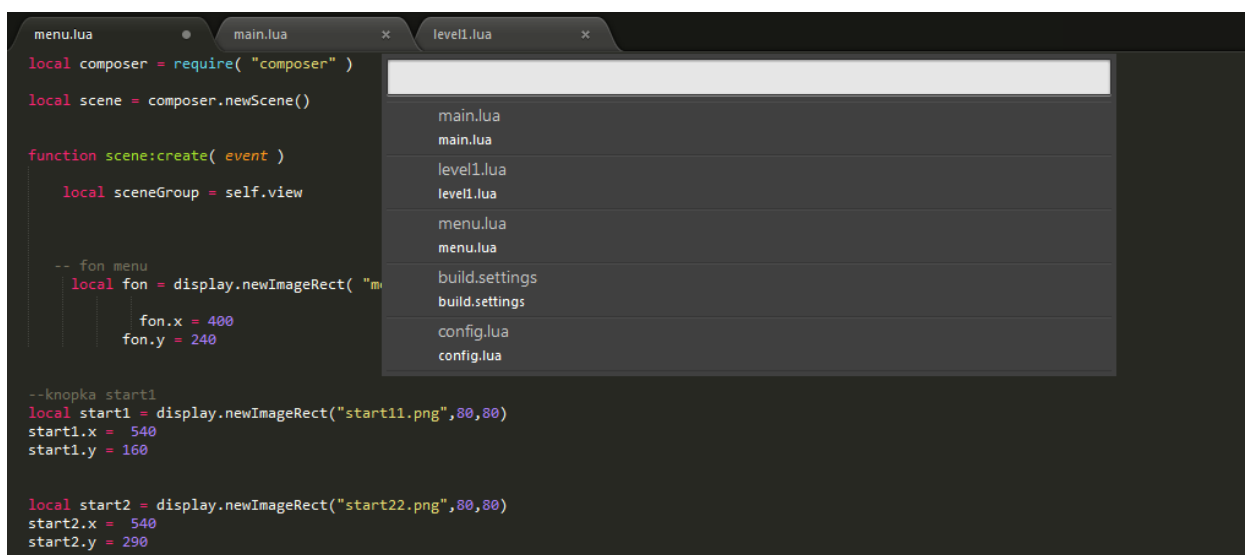 menu.lua main.lua × level1.lua ×
local composer = require( "composer" )
local scene = composer.newScene()
function scene:create( event )
local sceneGroup = self.view
-- fon menu
local fon = display.newImageRect(
fon.x = 400
fon.y = 240
--knopka start1
local start1 = display.newImageRect("start11.png",80,80)
start1.x =  540
start1.y = 160
local start2 = display.newImageRect("start22.png",80,80)
start2.x =  540
start2.y = 290
main.lua
main.lua
level1.lua
level1.lua
menu.lua
menu.lua
build.settings
build.settings
config.lua
config.lua